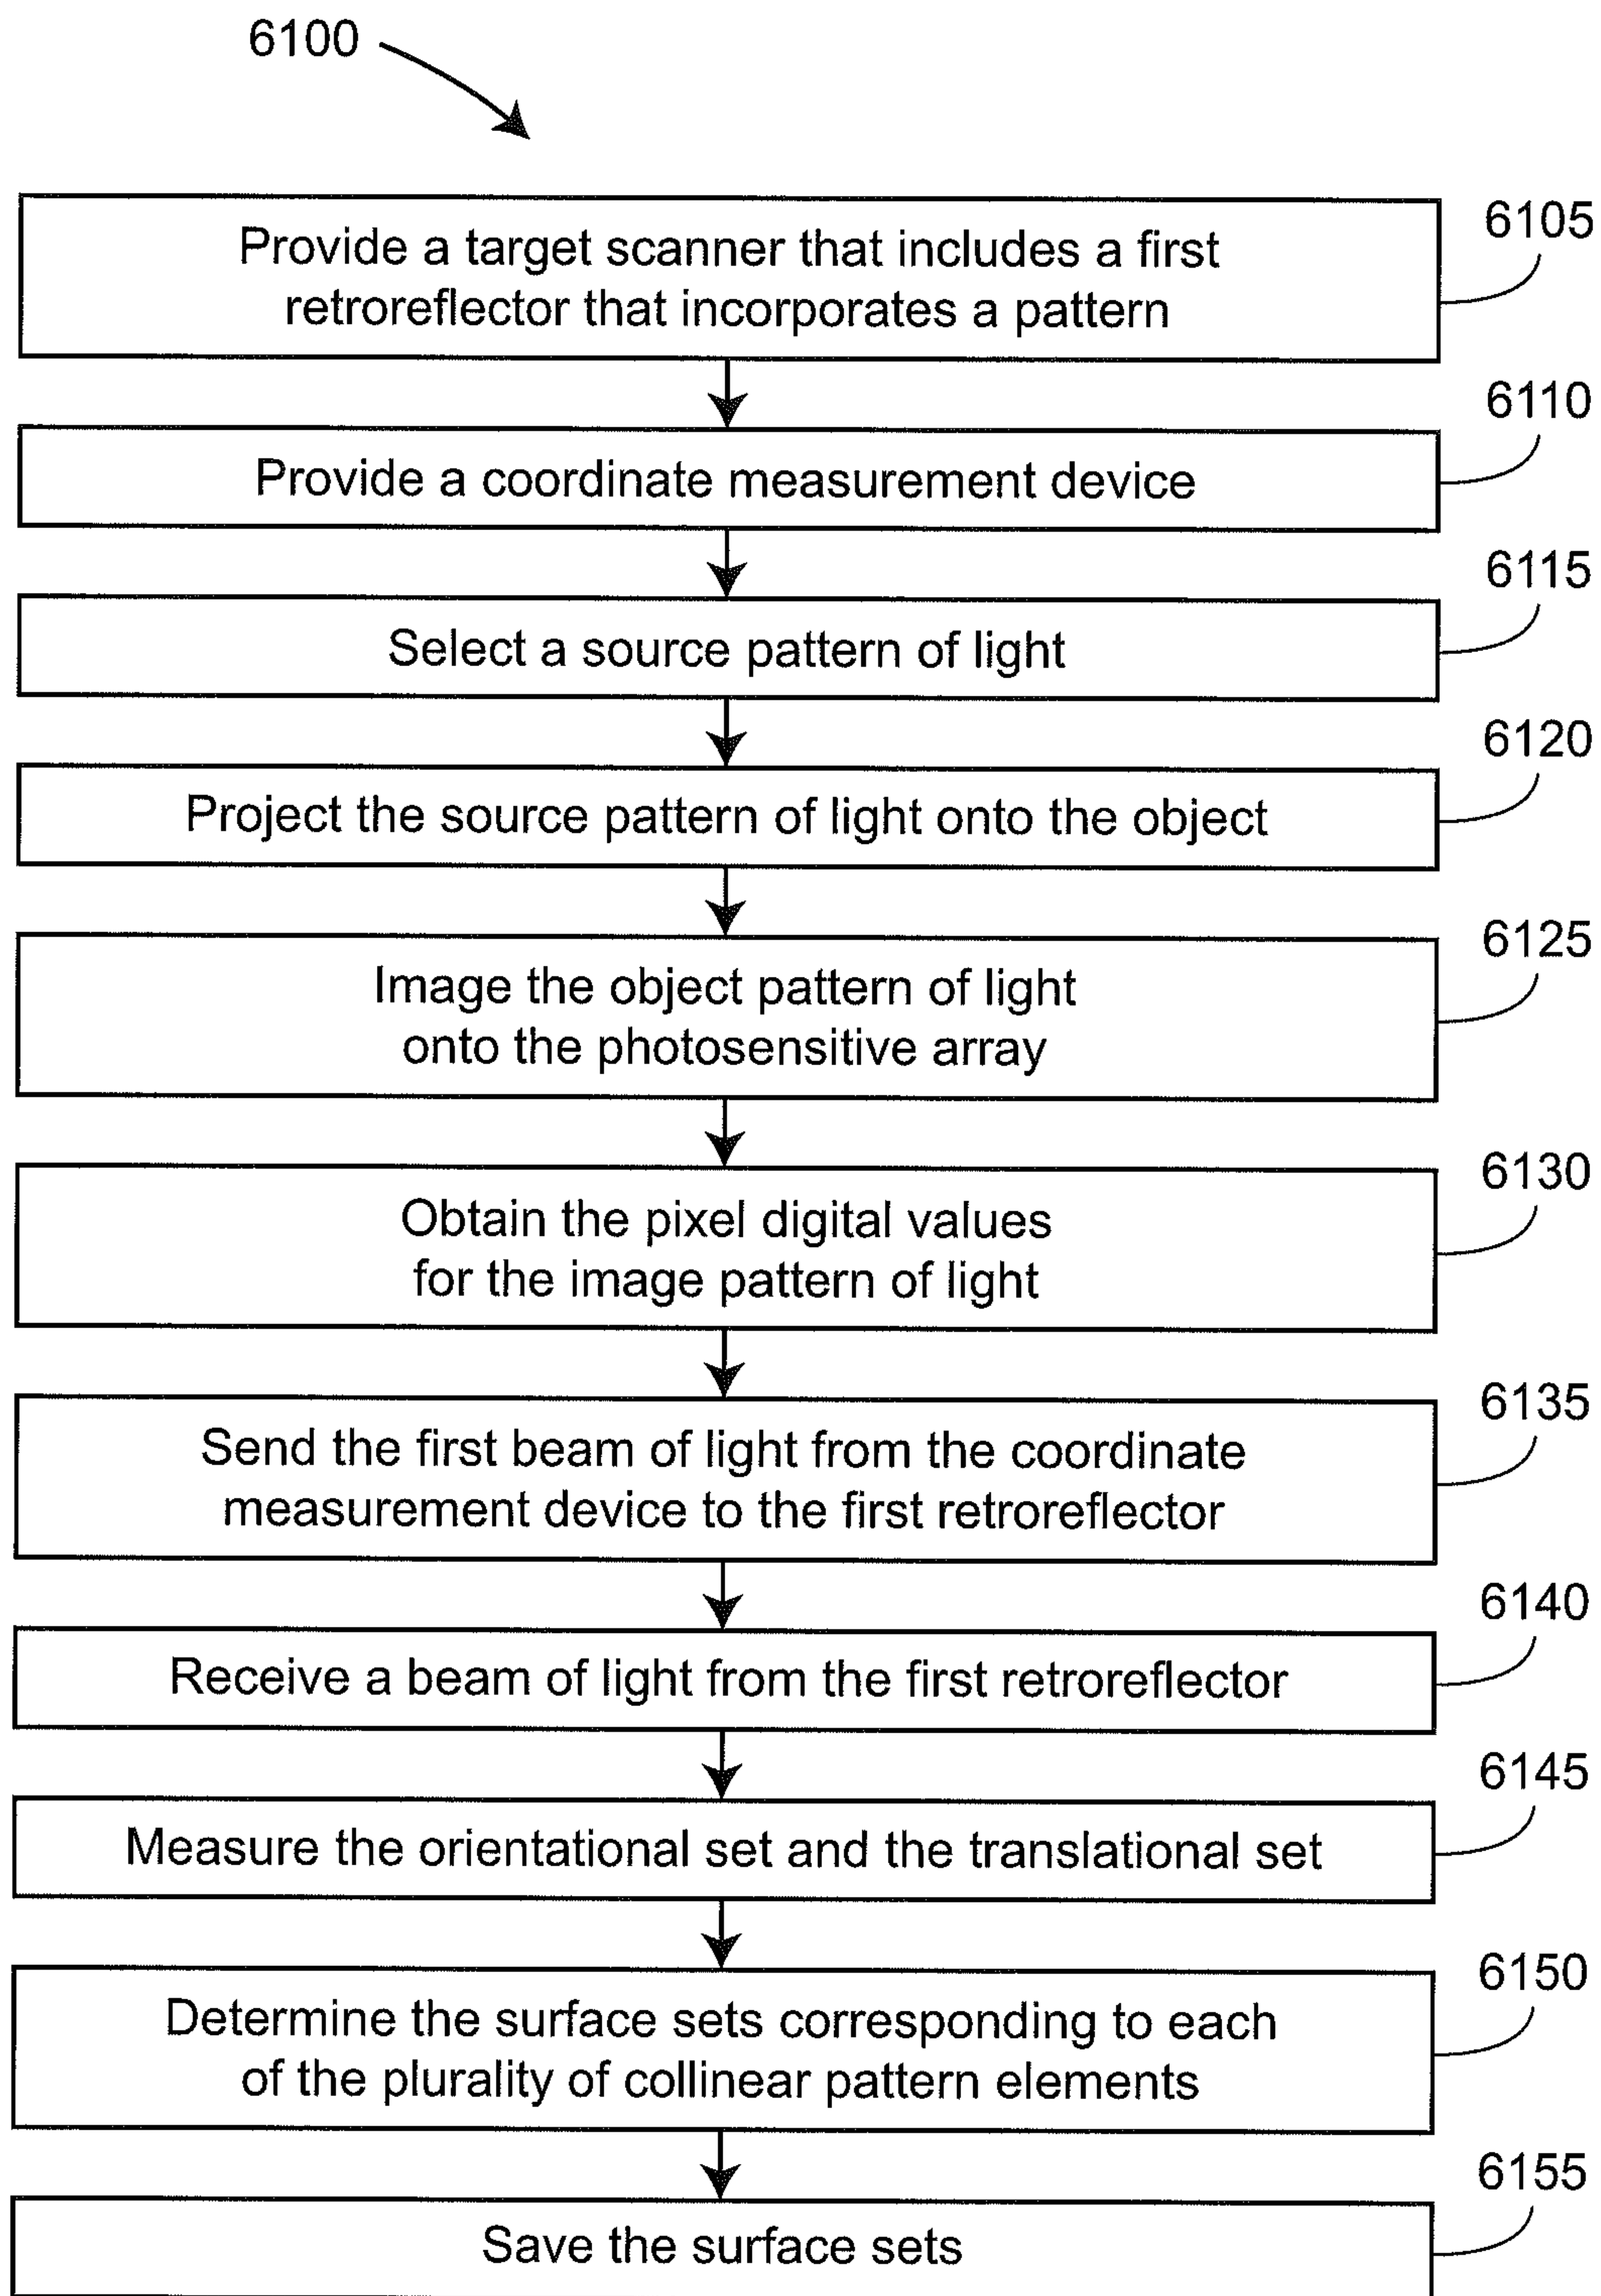 6100
Provide a target scanner that includes a first
retroreflector that incorporates a pattern
6105
Provide a coordinate measurement device
6110
Select a source pattern of light
6115
Project the source pattern of light onto the object
6120
Image the object pattern of light
onto the photosensitive array
6125
Obtain the pixel digital values
for the image pattern of light
6130
Send the first beam of light from the coordinate
measurement device to the first retroreflector
6135
Receive a beam of light from the first retroreflector
6140
Measure the orientational set and the translational set
6145
Determine the surface sets corresponding to each
of the plurality of collinear pattern elements
6150
Save the surface sets
6155